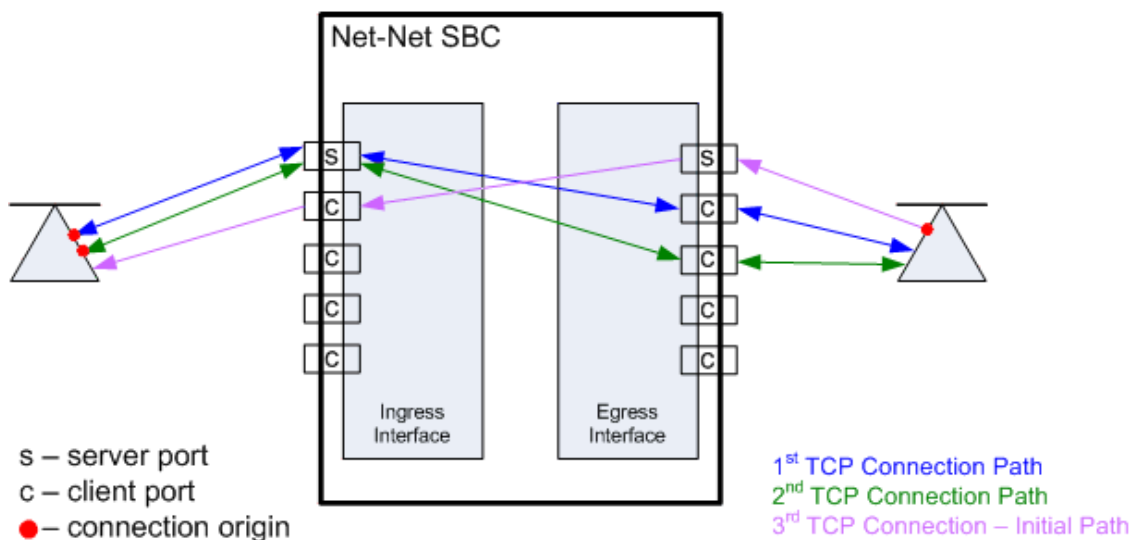 Net-Net SBC
S
C
C
C
C
S
C
C
C
C
Ingress
Interface
Egress
Interface
s – server port
c – client port
– connection origin
1st TCP Connection Path
2nd TCP Connection Path
3rd TCP Connection – Initial Path